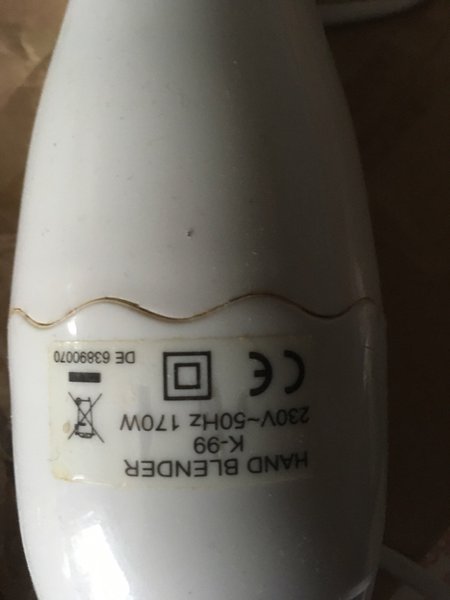 HAND BLENDER
K-99
230V~50Hz 170W
CE
DE 63890070